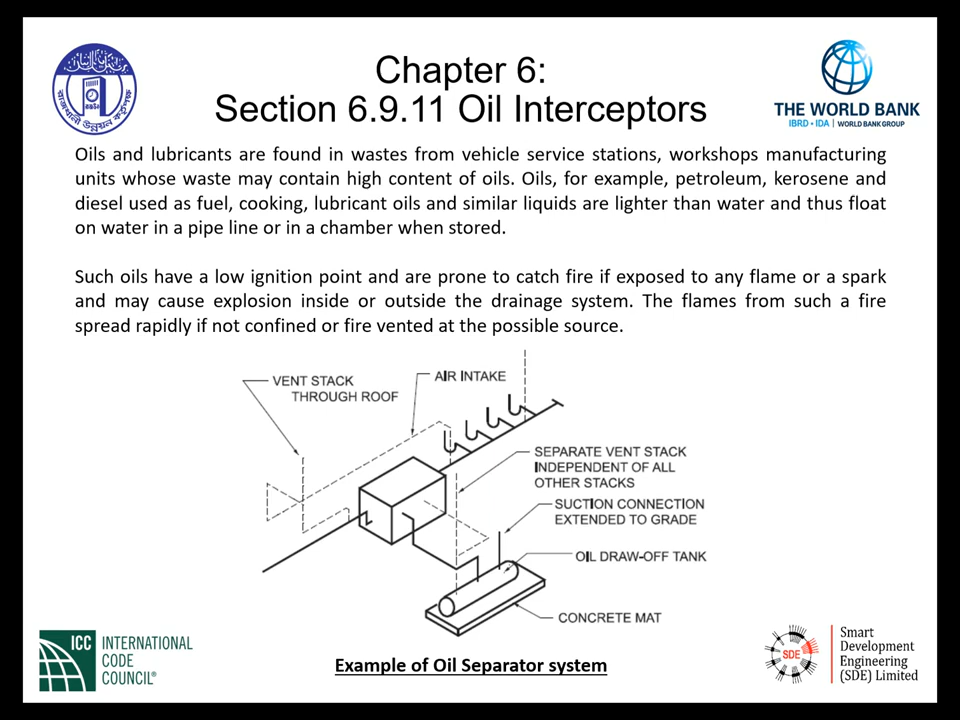 Chapter 6:
Section 6.9.11 Oil Interceptors
THE WORLD BANK
IBRD • IDA | WORLD BANK GROUP
Oils and lubricants are found in wastes from vehicle service stations, workshops manufacturing
units whose waste may contain high content of oils. Oils, for example, petroleum, kerosene and
diesel used as fuel, cooking, lubricant oils and similar liquids are lighter than water and thus float
on water in a pipe line or in a chamber when stored.
Such oils have a low ignition point and are prone to catch fire if exposed to any flame or a spark
and may cause explosion inside or outside the drainage system. The flames from such a fire
spread rapidly if not confined or fire vented at the possible source.
VENT STACK
THROUGH ROOF
AIR INTAKE
SEPARATE VENT STACK
INDEPENDENT OF ALL
OTHER STACKS
SUCTION CONNECTION
EXTENDED TO GRADE
OIL DRAW-OFF TANK
CONCRETE MAT
Example of Oil Separator system
ICC INTERNATIONAL
CODE
COUNCIL®
SDE
Smart
Development
Engineering
(SDE) Limited